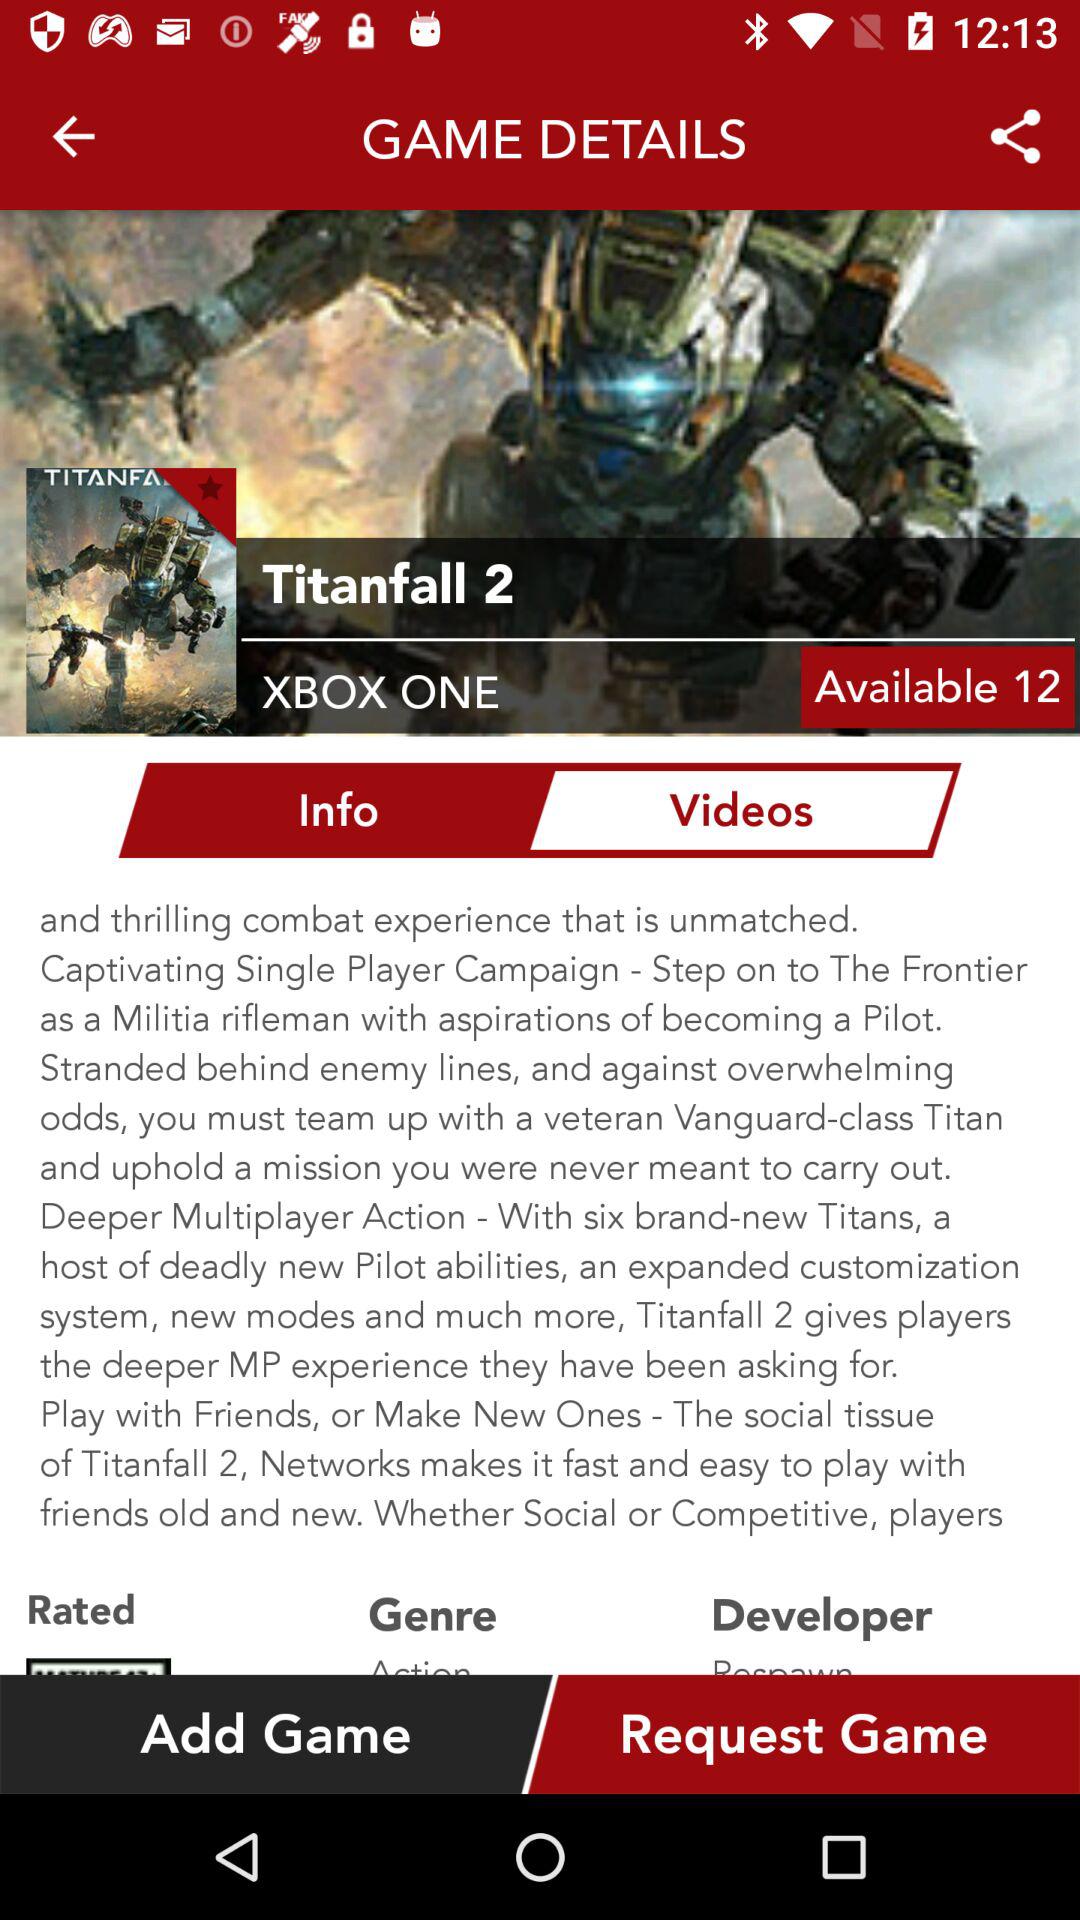 FAKE
12:13
GAME DETAILS
TITANFA
Titanfall 2
XBOX ONE
Available 12
Info
Videos
and thrilling combat experience that is unmatched.
Captivating Single Player Campaign - Step on to The Frontier
as a Militia rifleman with aspirations of becoming a Pilot.
Stranded behind enemy lines, and against overwhelming
odds, you must team up with a veteran Vanguard-class Titan
and uphold a mission you were never meant to carry out.
Deeper Multiplayer Action - With six brand-new Titans, a
host of deadly new Pilot abilities, an expanded customization
system, new modes and much more, Titanfall 2 gives players
the deeper MP experience they have been asking for.
Play with Friends, or Make New Ones - The social tissue
of Titanfall 2, Networks makes it fast and easy to play with
friends old and new. Whether Social or Competitive, players
Rated
Genre
Developer
Action
Respawn
Add Game
Request Game